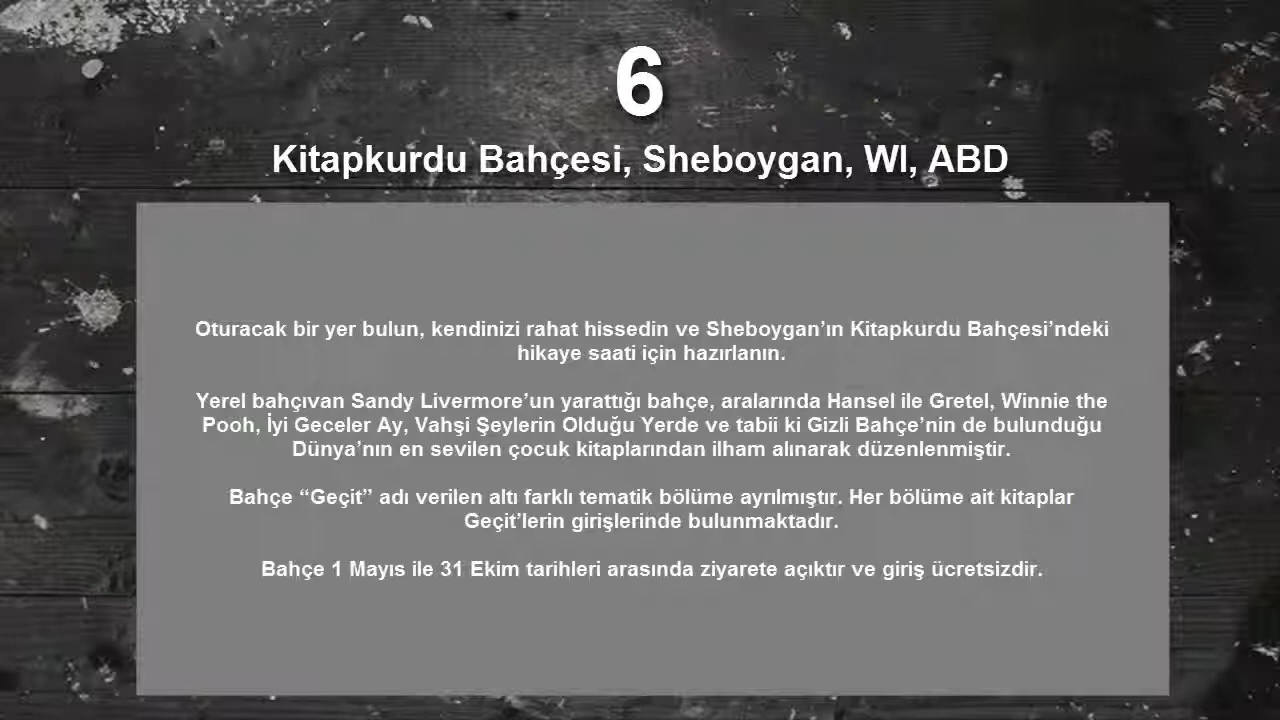 6
Kitapkurdu Bahçesi, Sheboygan, WI, ABD
Oturacak bir yer bulun, kendinizi rahat hissedin ve Sheboygan’ın Kitapkurdu Bahçesi’ndeki
hikaye saati için hazırlanın.
Yerel bahçıvan Sandy Livermore’un yarattığı bahçe, aralarında Hansel ile Gretel, Winnie the
Pooh, İyi Geceler Ay, Vahşi Şeylerin Olduğu Yerde ve tabii ki Gizli Bahçe’nin de bulunduğu
Dünya’nın en sevilen çocuk kitaplarından ilham alınarak düzenlenmiştir.
Bahçe “Geçit” adı verilen altı farklı tematik bölüme ayrılmıştır. Her bölüme ait kitaplar
Geçit’lerin girişlerinde bulunmaktadır.
Bahçe 1 Mayıs ile 31 Ekim tarihleri arasında ziyarete açıktır ve giriş ücretsizdir.